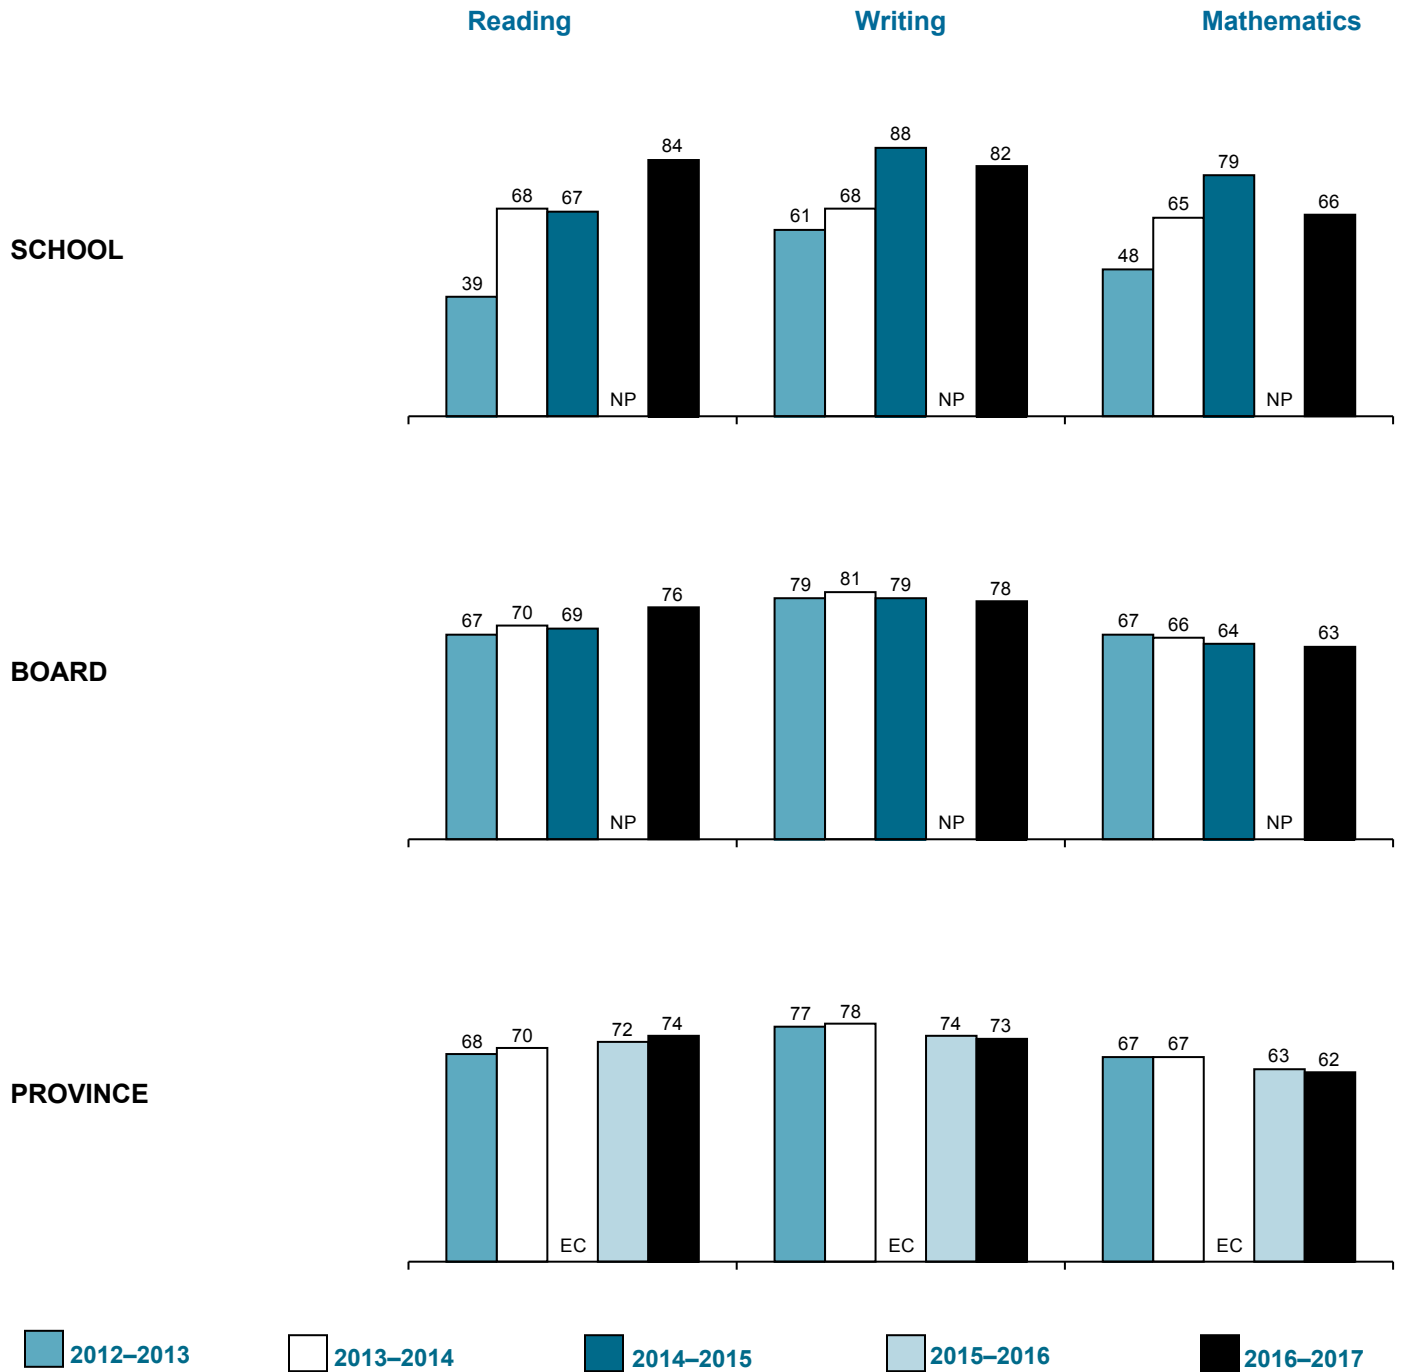 Reading Writing Mathematics
SCHOOL
39 68 67 NP 84
61 68 88 NP 82
48 65 79 NP 66
BOARD
67 70 69 NP 76
79 81 79 NP 78
67 66 64 NP 63
PROVINCE
68 70 EC 72 74
77 78 EC 74 73
67 67 EC 63 62
2012–2013 2013–2014 2014–2015 2015–2016 2016–2017